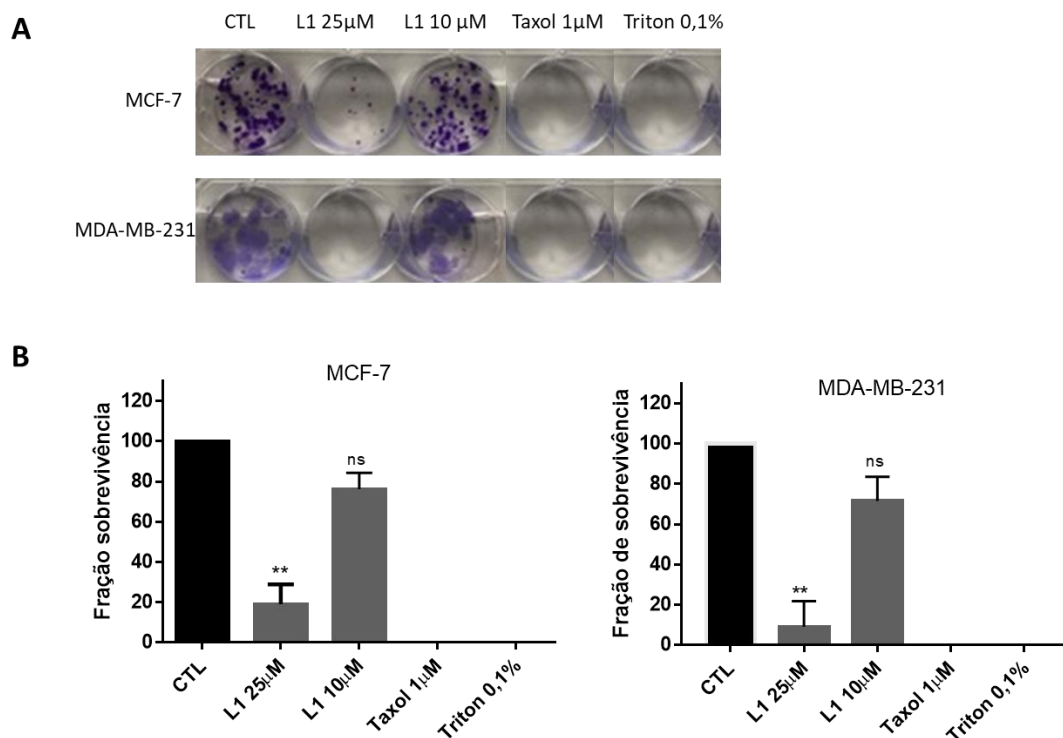 A
CTL L1 25µM L1 10 µM Taxol 1µM Triton 0,1%
MCF-7
MDA-MB-231
B
MCF-7
Fração sobrevivência
120
100
80
60
40
20
0
**
ns
CTL
L1 25µM
L1 10µM
Taxol 1µM
Triton 0,1%
MDA-MB-231
Fração de sobrevivência
120
100
80
60
40
20
0
**
ns
CTL
L1 25µM
L1 10µM
Taxol 1µM
Triton 0,1%